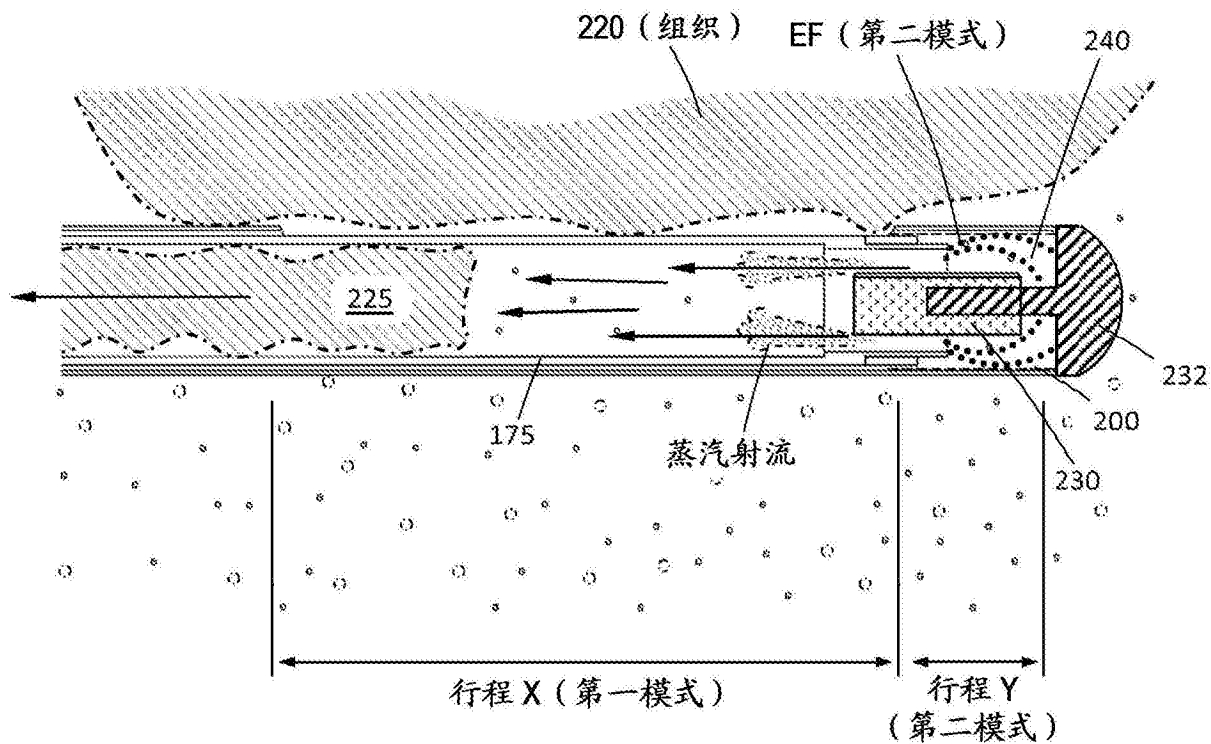 220（组织）
EF（第二模式）
240
225
232
175
200
蒸汽射流
230
行程 X（第一模式）
行程 Y
（第二模式）